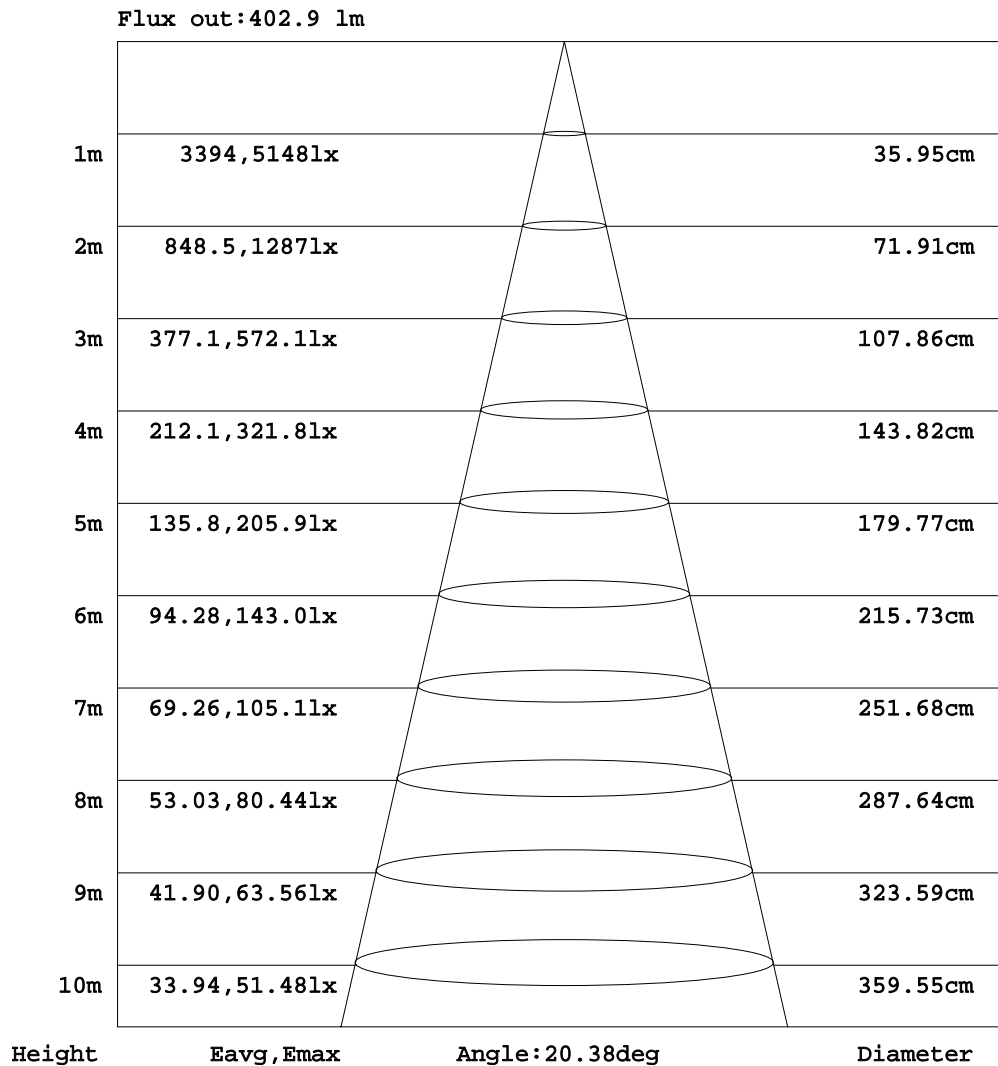 Flux out:402.9 lm
1m 3394,5148lx 35.95cm
2m 848.5,1287lx 71.91cm
3m 377.1,572.1lx 107.86cm
4m 212.1,321.8lx 143.82cm
5m 135.8,205.9lx 179.77cm
6m 94.28,143.0lx 215.73cm
7m 69.26,105.1lx 251.68cm
8m 53.03,80.44lx 287.64cm
9m 41.90,63.56lx 323.59cm
10m 33.94,51.48lx 359.55cm
Height Eavg,Emax Angle:20.38deg Diameter